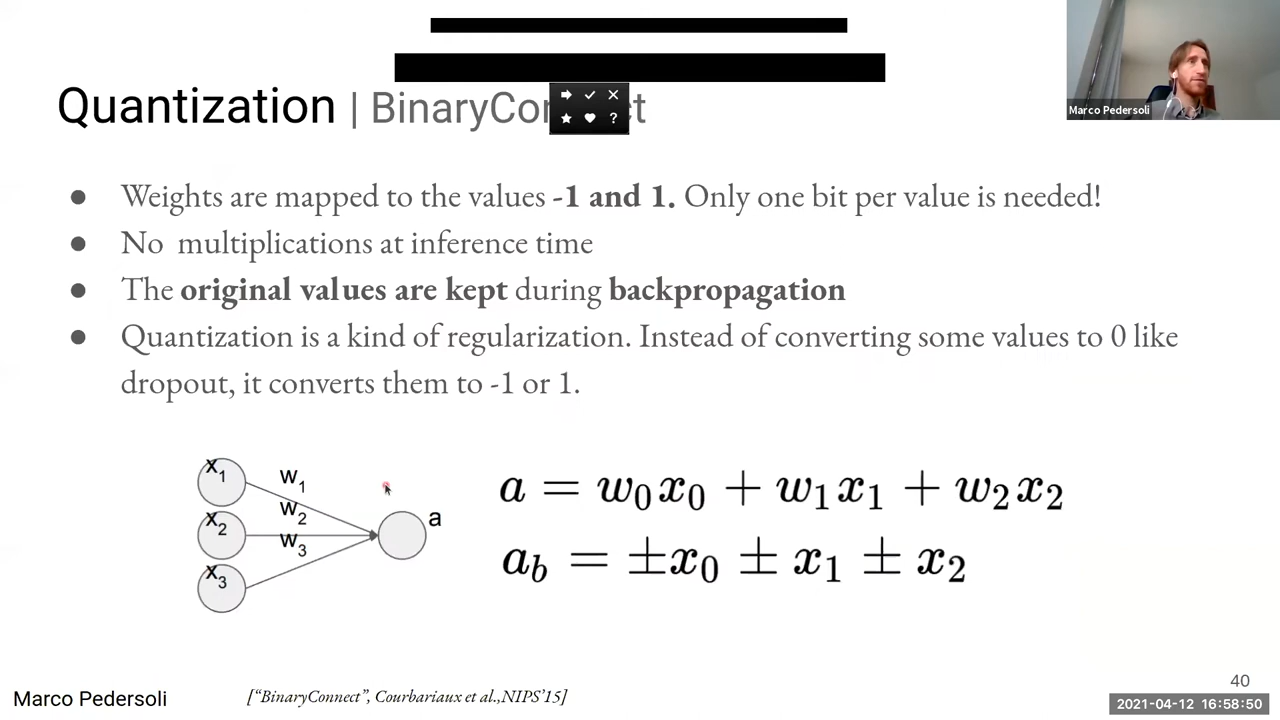 Quantization | BinaryConnect
Marco Pedersoli
● Weights are mapped to the values -1 and 1. Only one bit per value is needed!
● No multiplications at inference time
● The original values are kept during backpropagation
● Quantization is a kind of regularization. Instead of converting some values to 0 like
dropout, it converts them to -1 or 1.
x₁
w₁
x₂
w₂
w₃
x₃
a
a = w₀x₀ + w₁x₁ + w₂x₂
a_b = ±x₀ ± x₁ ± x₂
Marco Pedersoli
["BinaryConnect", Courbariaux et al.,NIPS'15]
40
2021-04-12 16:58:50